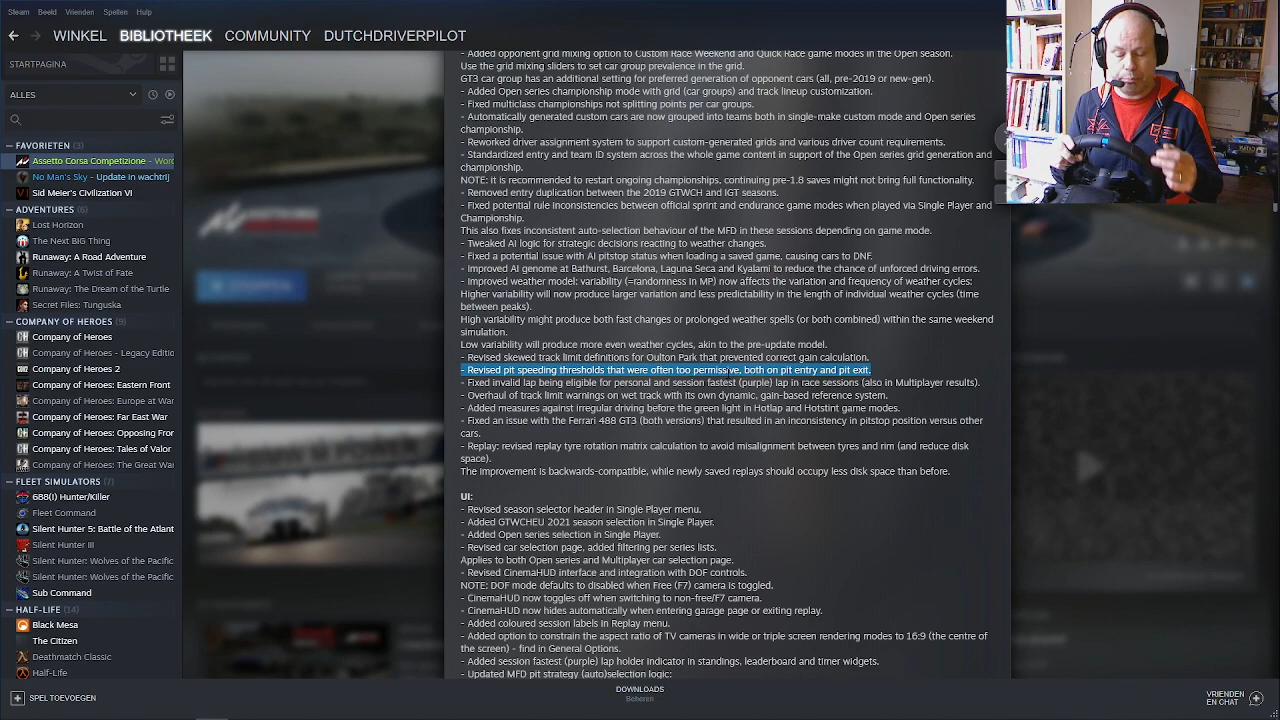 Steam Beeld Vrienden Spellen Hulp
WINKEL BIBLIOTHEEK COMMUNITY DUTCHDRIVERPILOT
STARTPAGINA
ALLES
FAVORIETEN (3)
Assetto Corsa Competizione - Word
No Man's Sky - Update in wachtrij
Sid Meier's Civilization VI
ADVENTURES (6)
Lost Horizon
The Next BIG Thing
Runaway: A Road Adventure
Runaway: A Twist of Fate
Runaway: The Dream of the Turtle
Secret Files: Tunguska
COMPANY OF HEROES (9)
Company of Heroes
Company of Heroes - Legacy Editio
Company of Heroes 2
Company of Heroes: Eastern Front
Company of Heroes: Europe at War
Company of Heroes: Far East War
Company of Heroes: Opposing Fron
Company of Heroes: Tales of Valor
Company of Heroes: The Great War
FLEET SIMULATORS (7)
688(I) Hunter/Killer
Fleet Command
Silent Hunter 5: Battle of the Atlant
Silent Hunter III
Silent Hunter: Wolves of the Pacific
Silent Hunter: Wolves of the Pacific
Sub Command
HALF-LIFE (14)
Black Mesa
The Citizen
Deathmatch Classic
Half-Life
- Added opponent grid mixing option to Custom Race Weekend and Quick Race game modes in the Open season.
Use the grid mixing sliders to set car group prevalence in the grid.
GT3 car group has an additional setting for preferred generation of opponent cars (all, pre-2019 or new-gen).
- Added Open series championship mode with grid (car groups) and track lineup customization.
- Fixed multiclass championships not splitting points per car groups.
- Automatically generated custom cars are now grouped into teams both in single-make custom mode and Open series
championship.
- Reworked driver assignment system to support custom-generated grids and various driver count requirements.
- Standardized entry and team ID system across the whole game content in support of the Open series grid generation and
championship.
NOTE: it is recommended to restart ongoing championships, continuing pre-1.8 saves might not bring full functionality.
- Removed entry duplication between the 2019 GTWCH and IGT seasons.
- Fixed potential rule inconsistencies between official sprint and endurance game modes when played via Single Player and
Championship.
This also fixes inconsistent auto-selection behaviour of the MFD in these sessions depending on game mode.
- Tweaked AI logic for strategic decisions reacting to weather changes.
- Fixed a potential issue with AI pitstop status when loading a saved game, causing cars to DNF.
- Improved AI genome at Bathurst, Barcelona, Laguna Seca and Kyalami to reduce the chance of unforced driving errors.
- Improved weather model: variability (=randomness in MP) now affects the variation and frequency of weather cycles:
Higher variability will now produce larger variation and less predictability in the length of individual weather cycles (time
between peaks).
High variability might produce both fast changes or prolonged weather spells (or both combined) within the same weekend
simulation.
Low variability will produce more even weather cycles, akin to the pre-update model.
- Revised skewed track limit definitions for Oulton Park that prevented correct gain calculation.
- Revised pit speeding thresholds that were often too permissive, both on pit entry and pit exit.
- Fixed invalid lap being eligible for personal and session fastest (purple) lap in race sessions (also in Multiplayer results).
- Overhaul of track limit warnings on wet track with its own dynamic, gain-based reference system.
- Added measures against irregular driving before the green light in Hotlap and Hotstint game modes.
- Fixed an issue with the Ferrari 488 GT3 (both versions) that resulted in an inconsistency in pitstop position versus other
cars.
- Replay: revised replay tyre rotation matrix calculation to avoid misalignment between tyres and rim (and reduce disk
space).
The improvement is backwards-compatible, while newly saved replays should occupy less disk space than before.
UI:
- Revised season selector header in Single Player menu.
- Added GTWCHEU 2021 season selection in Single Player.
- Added Open series selection in Single Player.
- Revised car selection page, added filtering per series lists.
Applies to both Open series and Multiplayer car selection page.
- Revised CinemaHUD interface and integration with DOF controls.
NOTE: DOF mode defaults to disabled when Free (F7) camera is toggled.
- CinemaHUD now toggles off when switching to non-free/F7 camera.
- CinemaHUD now hides automatically when entering garage page or exiting replay.
- Added coloured session labels in Replay menu.
- Added option to constrain the aspect ratio of TV cameras in wide or triple screen rendering modes to 16:9 (the centre of
the screen) - find in General Options.
- Added session fastest (purple) lap holder indicator in standings, leaderboard and timer widgets.
- Updated MFD pit strategy (auto)selection logic:
SPEL TOEVOEGEN
DOWNLOADS
Beheren
VRIENDEN
EN CHAT